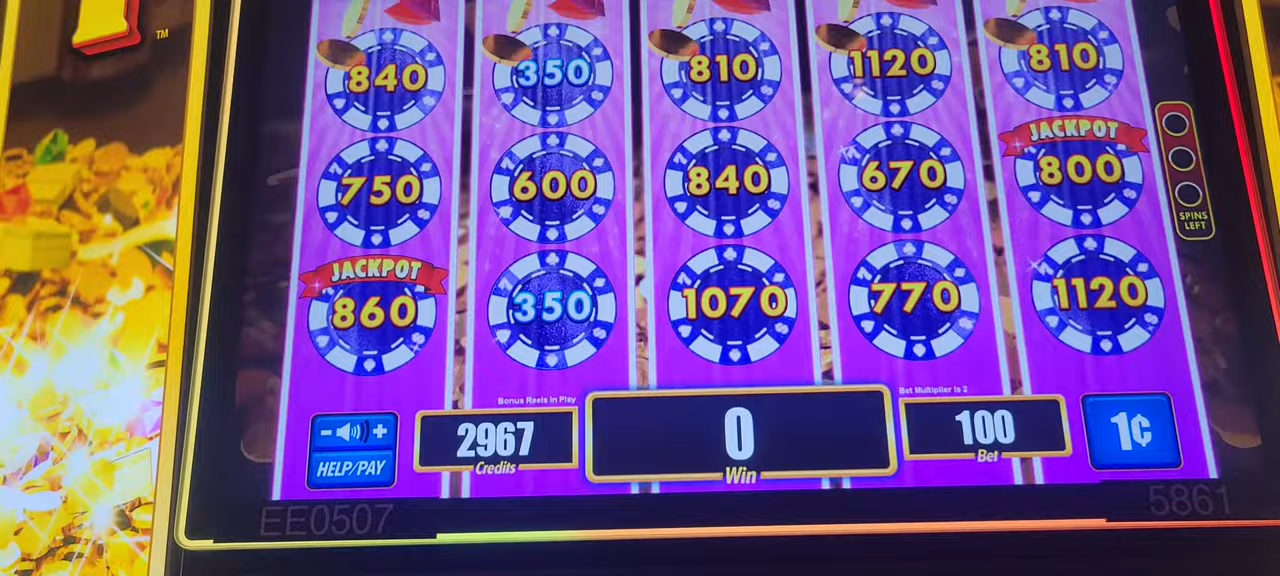 TM
840 350 810 1120 810
JACKPOT
750 600 840 670 800
JACKPOT
860 350 1070 770 1120
SPINS
LEFT
Bonus Reels In Play
Bet Multiplier is 2
- +
HELP/PAY
2967
Credits
0
Win
100
Bet
1¢
EE0507
5861